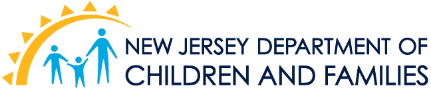 NEW JERSEY DEPARTMENT OF
CHILDREN AND FAMILIES